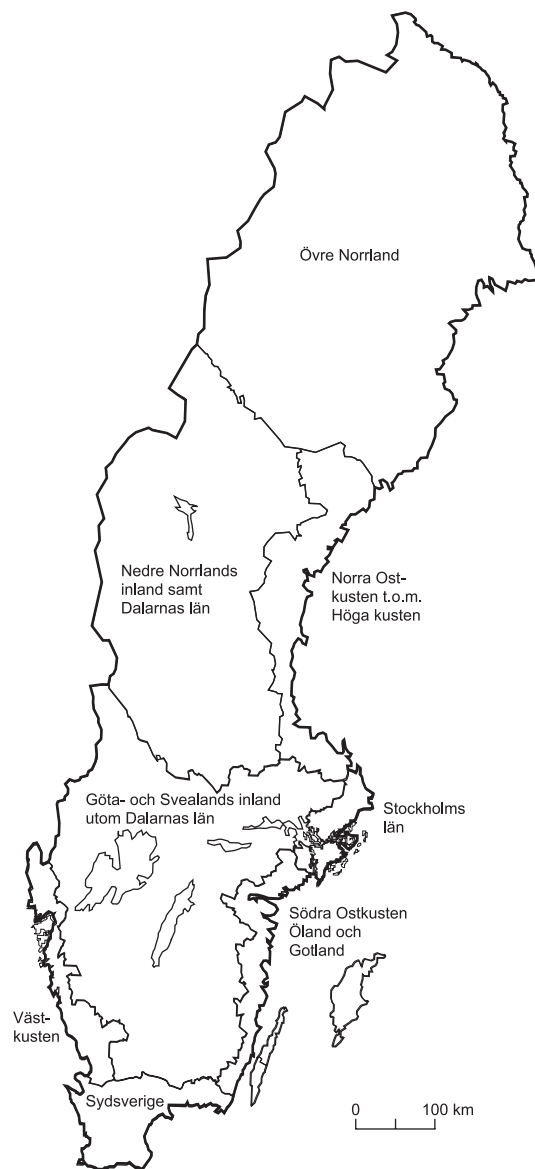 Övre Norrland
Nedre Norrlands
inland samt
Dalarnas län
Norra Ost-
kusten t.o.m.
Höga kusten
Göta- och Svealands inland
utom Dalarnas län
Stockholms
län
Södra Ostkusten
Öland och
Gotland
Väst-
kusten
Sydsverige
0 100 km